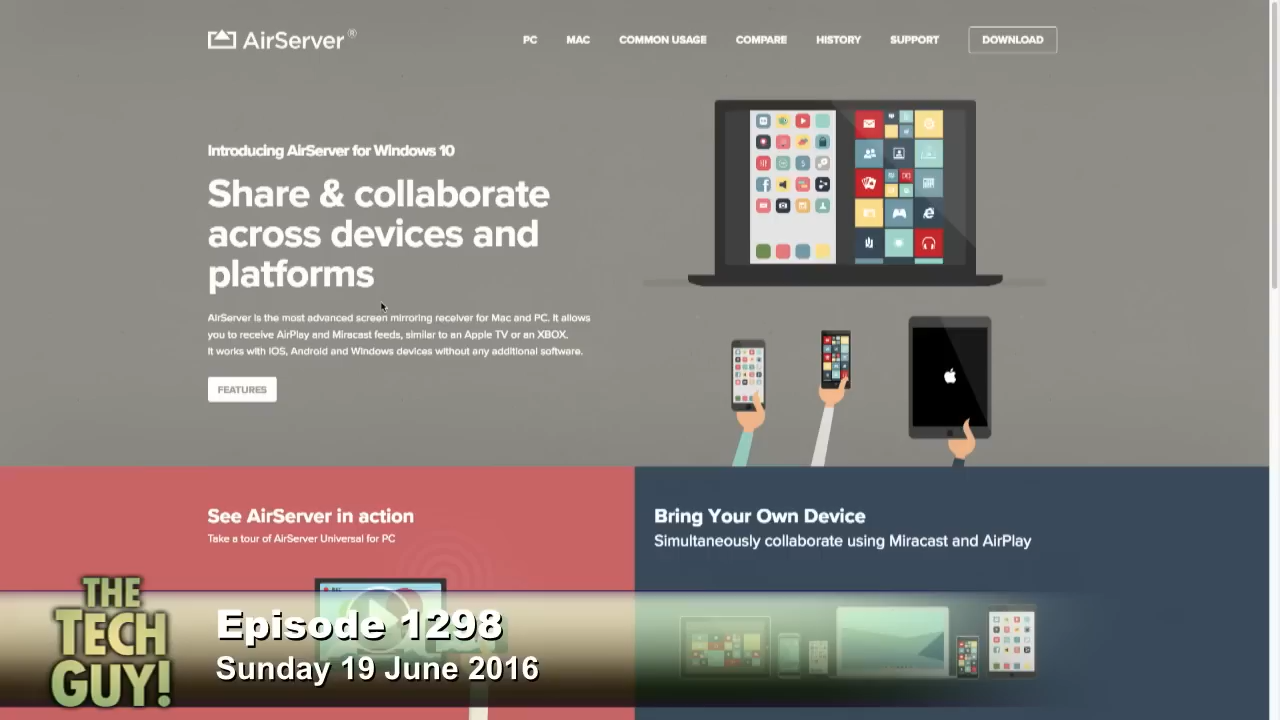 AirServer®
PC
MAC
COMMON USAGE
COMPARE
HISTORY
SUPPORT
DOWNLOAD
Introducing AirServer for Windows 10
Share & collaborate
across devices and
platforms
AirServer is the most advanced screen mirroring receiver for Mac and PC. It allows
you to receive AirPlay and Miracast feeds, similar to an Apple TV or an XBOX.
It works with iOS, Android and Windows devices without any additional software.
FEATURES
See AirServer in action
Take a tour of AirServer Universal for PC
Bring Your Own Device
Simultaneously collaborate using Miracast and AirPlay
THE
TECH
GUY!
Episode 1298
Sunday 19 June 2016